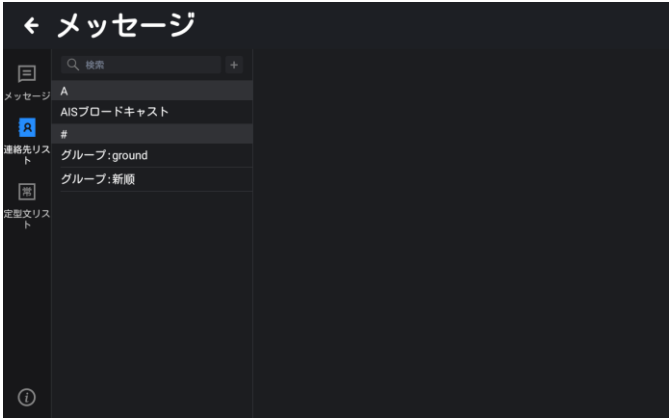 メッセージ
メッセージ
連絡先リス
ト
常
定型文リス
ト
検索
A
AISブロードキャスト
#
グループ:ground
グループ:新顺